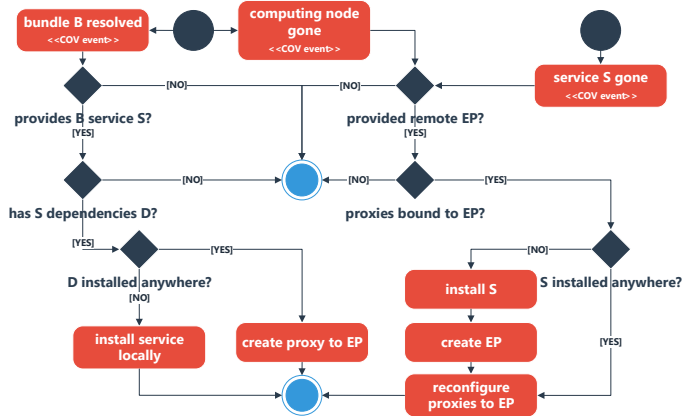 bundle B resolved
<<COV event>>
computing node
gone
<<COV event>>
service S gone
<<COV event>>
[NO]
[NO]
provides B service S?
provided remote EP?
[YES]
[YES]
[NO]
[NO]
[YES]
has S dependencies D?
proxies bound to EP?
[YES]
[YES]
[NO]
D installed anywhere?
S installed anywhere?
[NO]
install S
install service
locally
create proxy to EP
create EP
[YES]
reconfigure
proxies to EP